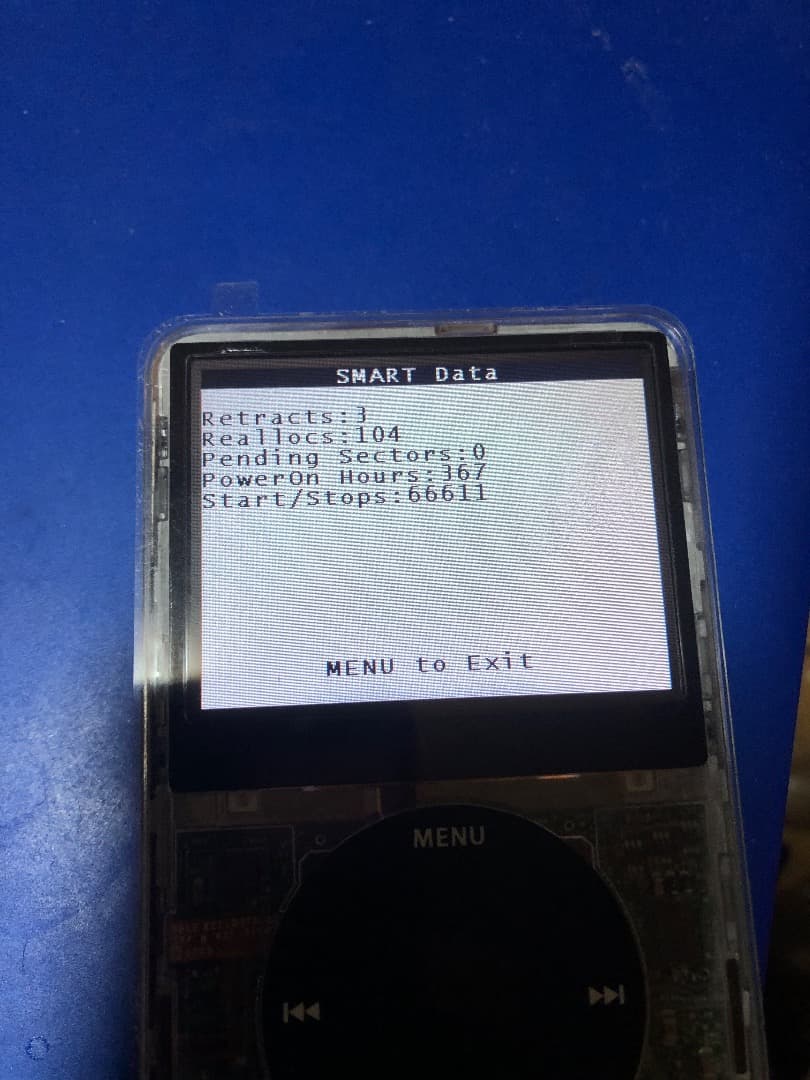 SMART Data
Retracts:3
Reallocs:104
Pending Sectors:0
PowerOn Hours:367
Start/Stops:66611
MENU to Exit
MENU